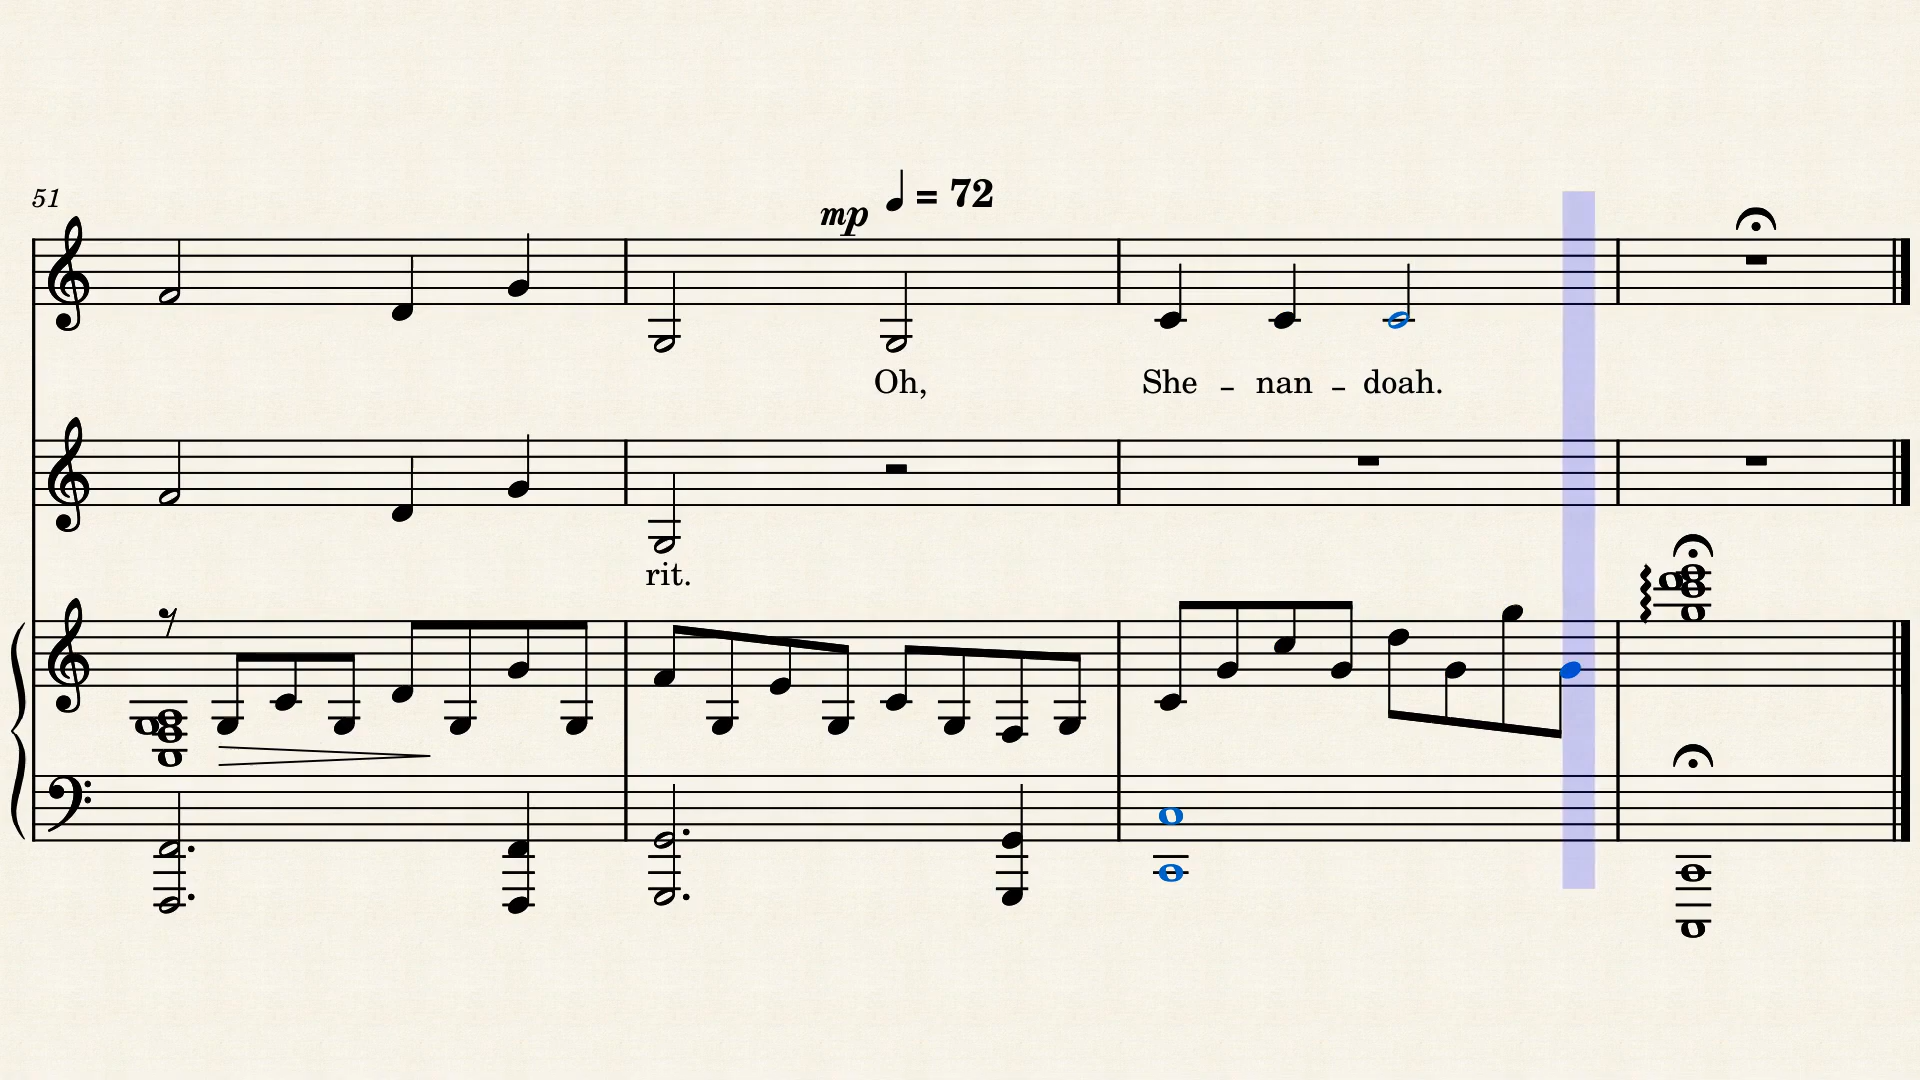 51
mp ♩ = 72
Oh, She – nan – doah.
rit.